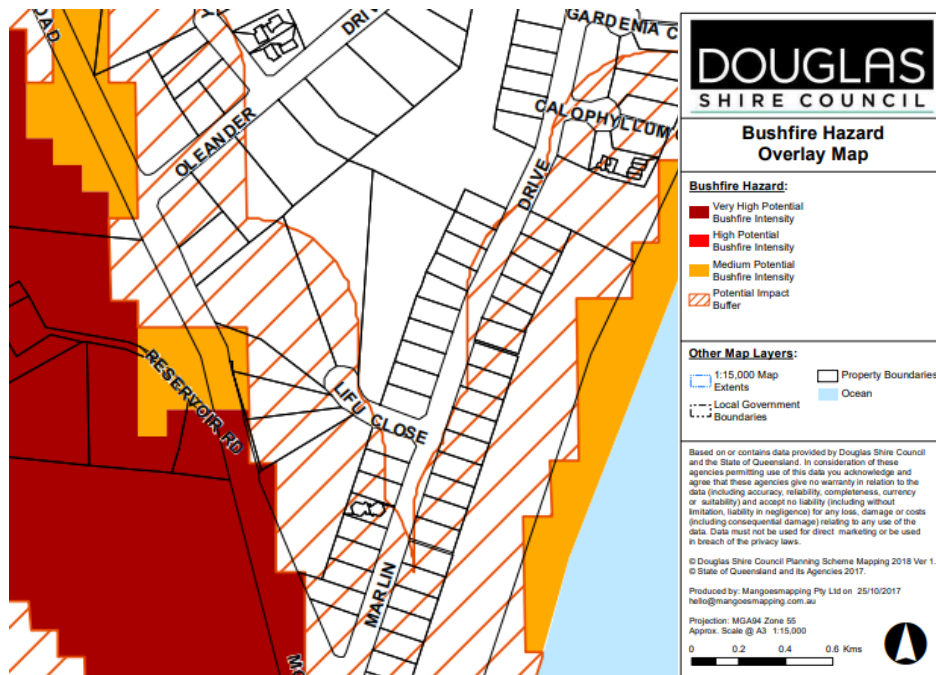 OAD
Y
DRI
GARDENIA C
OLEANDER
CALOPHYLLUM
DRIVE
RESERVOIR RD
LIFU CLOSE
MARLIN
MO
DOUGLAS
SHIRE COUNCIL
Bushfire Hazard
Overlay Map
Bushfire Hazard:
Very High Potential
Bushfire Intensity
High Potential
Bushfire Intensity
Medium Potential
Bushfire Intensity
Potential Impact
Buffer
Other Map Layers:
1:15,000 Map
Extents
Property Boundaries
Local Government
Boundaries
Ocean
Based on or contains data provided by Douglas Shire Council
and the State of Queensland. In consideration of these
agencies permitting use of this data you acknowledge and
agree that these agencies give no warranty in relation to the
data (including accuracy, reliability, completeness, currency
or suitability) and accept no liability (including without
limitation, liability in negligence) for any loss, damage or costs
(including consequential damage) relating to any use of the
data. Data must not be used for direct marketing or be used
in breach of the privacy laws.
© Douglas Shire Council Planning Scheme Mapping 2018 Ver 1.
© State of Queensland and its Agencies 2017.
Produced by: Mangoesmapping Pty Ltd on 25/10/2017
hello@mangoesmapping.com.au
Projection: MGA94 Zone 55
Approx. Scale @ A3 1:15,000
0 0.2 0.4 0.6 Kms